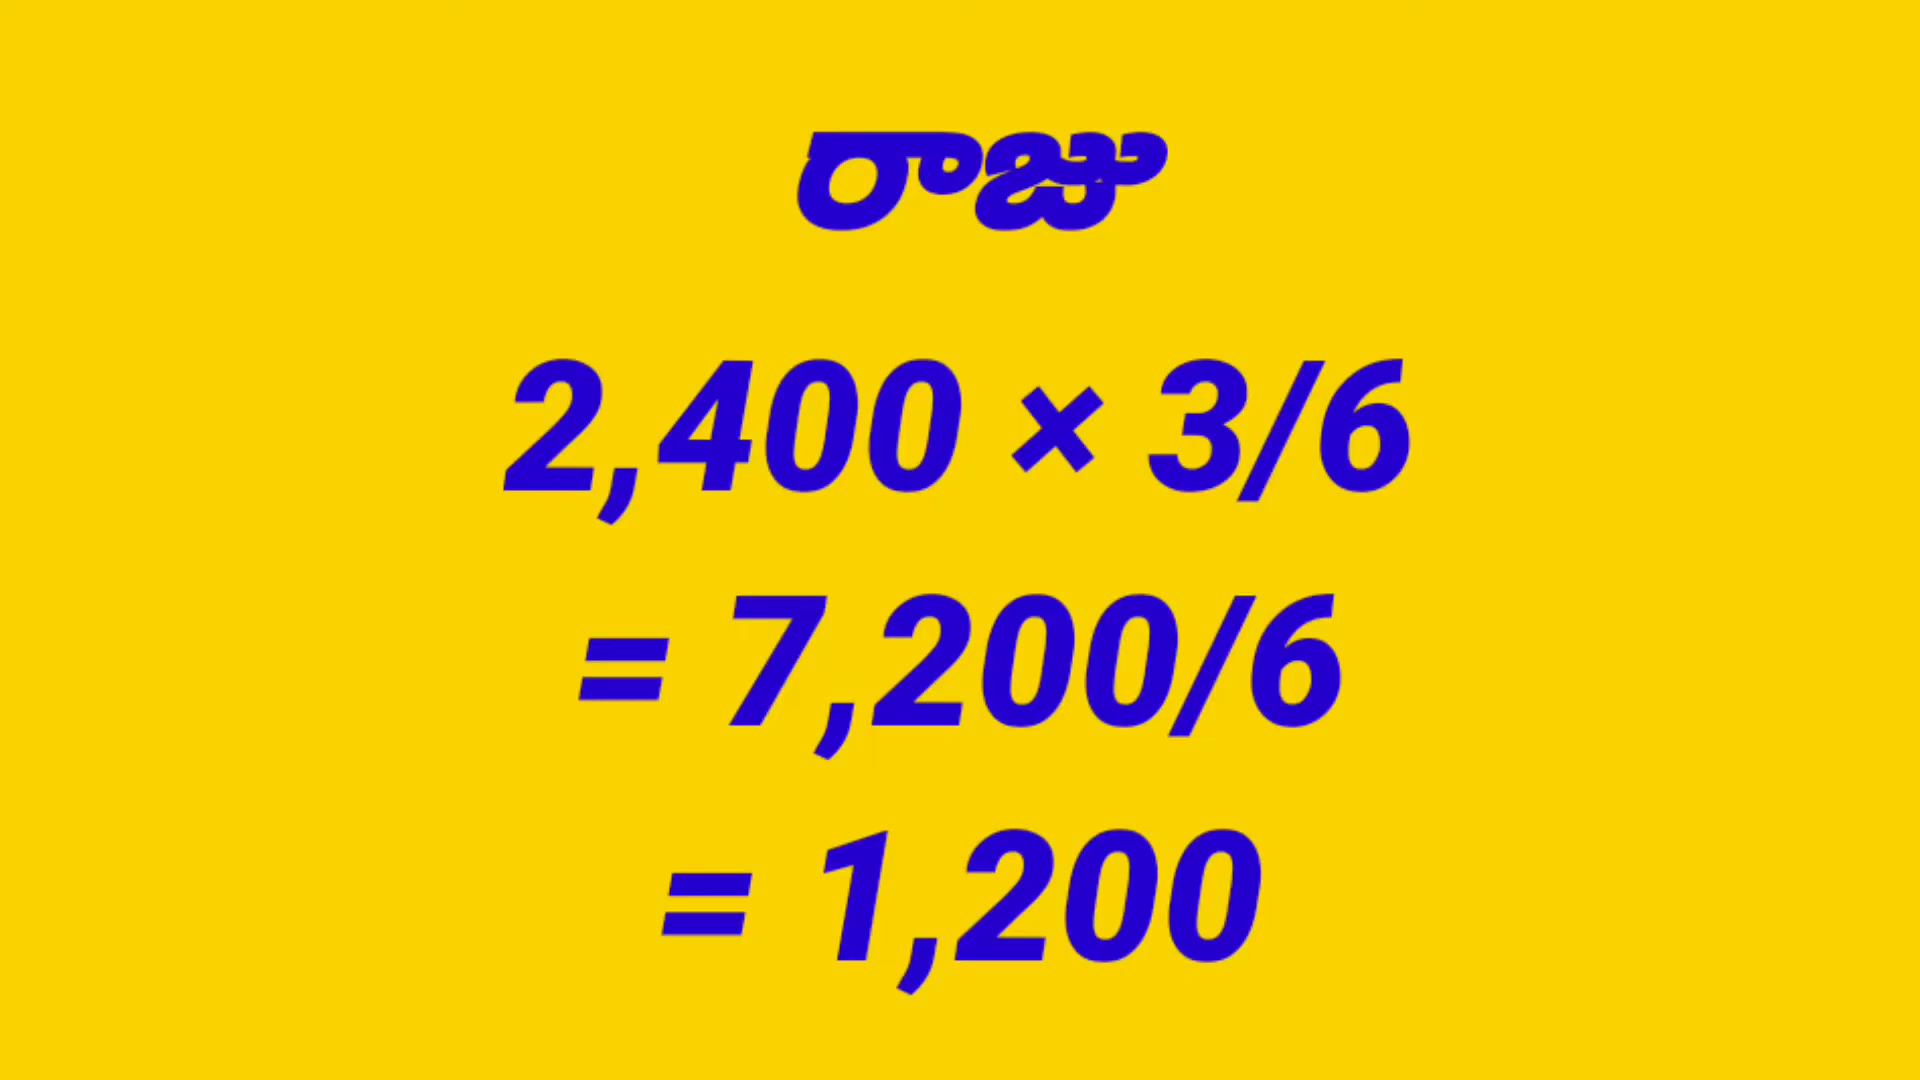 రాజు
2,400 × 3/6
= 7,200/6
= 1,200